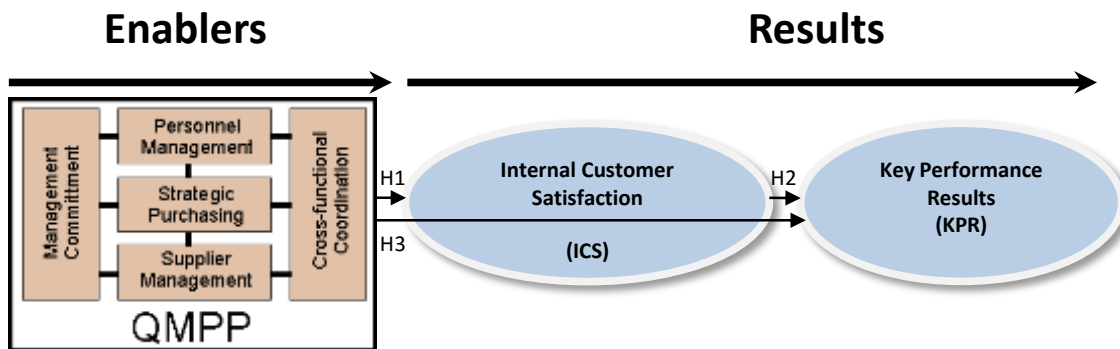 Enablers
Results
Management
Committment
Personnel
Management
Strategic
Purchasing
Supplier
Management
Cross-functional
Coordination
QMPP
H1
H3
Internal Customer
Satisfaction
(ICS)
H2
Key Performance
Results
(KPR)